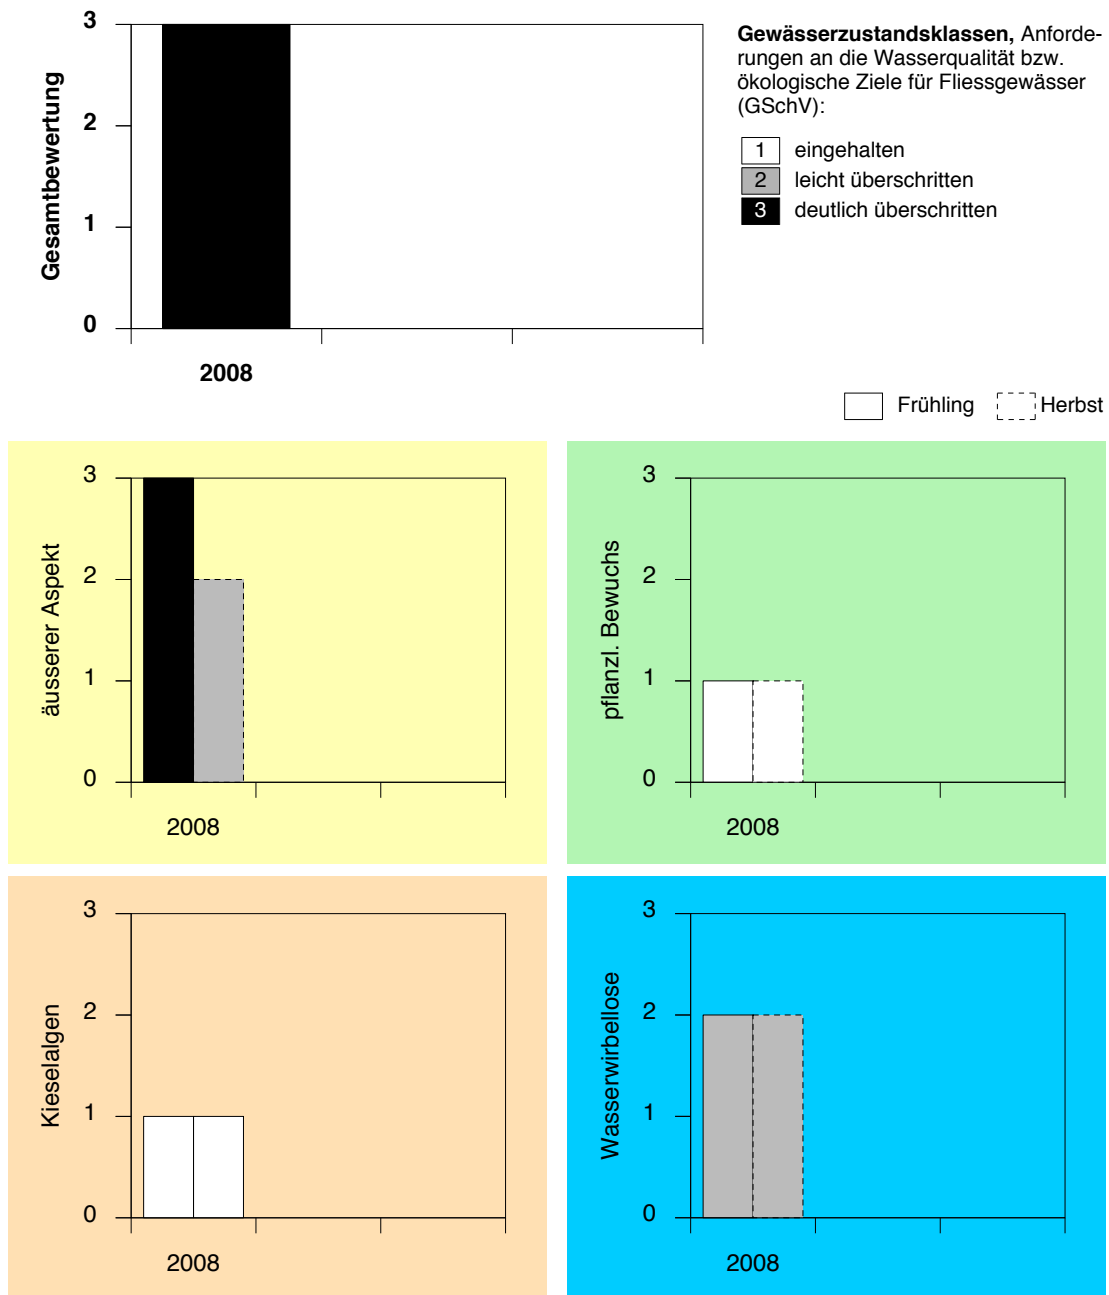 Gesamtbewertung
3
2
1
0
2008
Gewässerzustandsklassen, Anforde-
rungen an die Wasserqualität bzw.
ökologische Ziele für Fliessgewässer
(GSchV):
1 eingehalten
2 leicht überschritten
3 deutlich überschritten
Frühling Herbst
äusserer Aspekt
3
2
1
0
2008
pflanzl. Bewuchs
3
2
1
0
2008
Kieselalgen
3
2
1
0
2008
Wasserwirbellose
3
2
1
0
2008